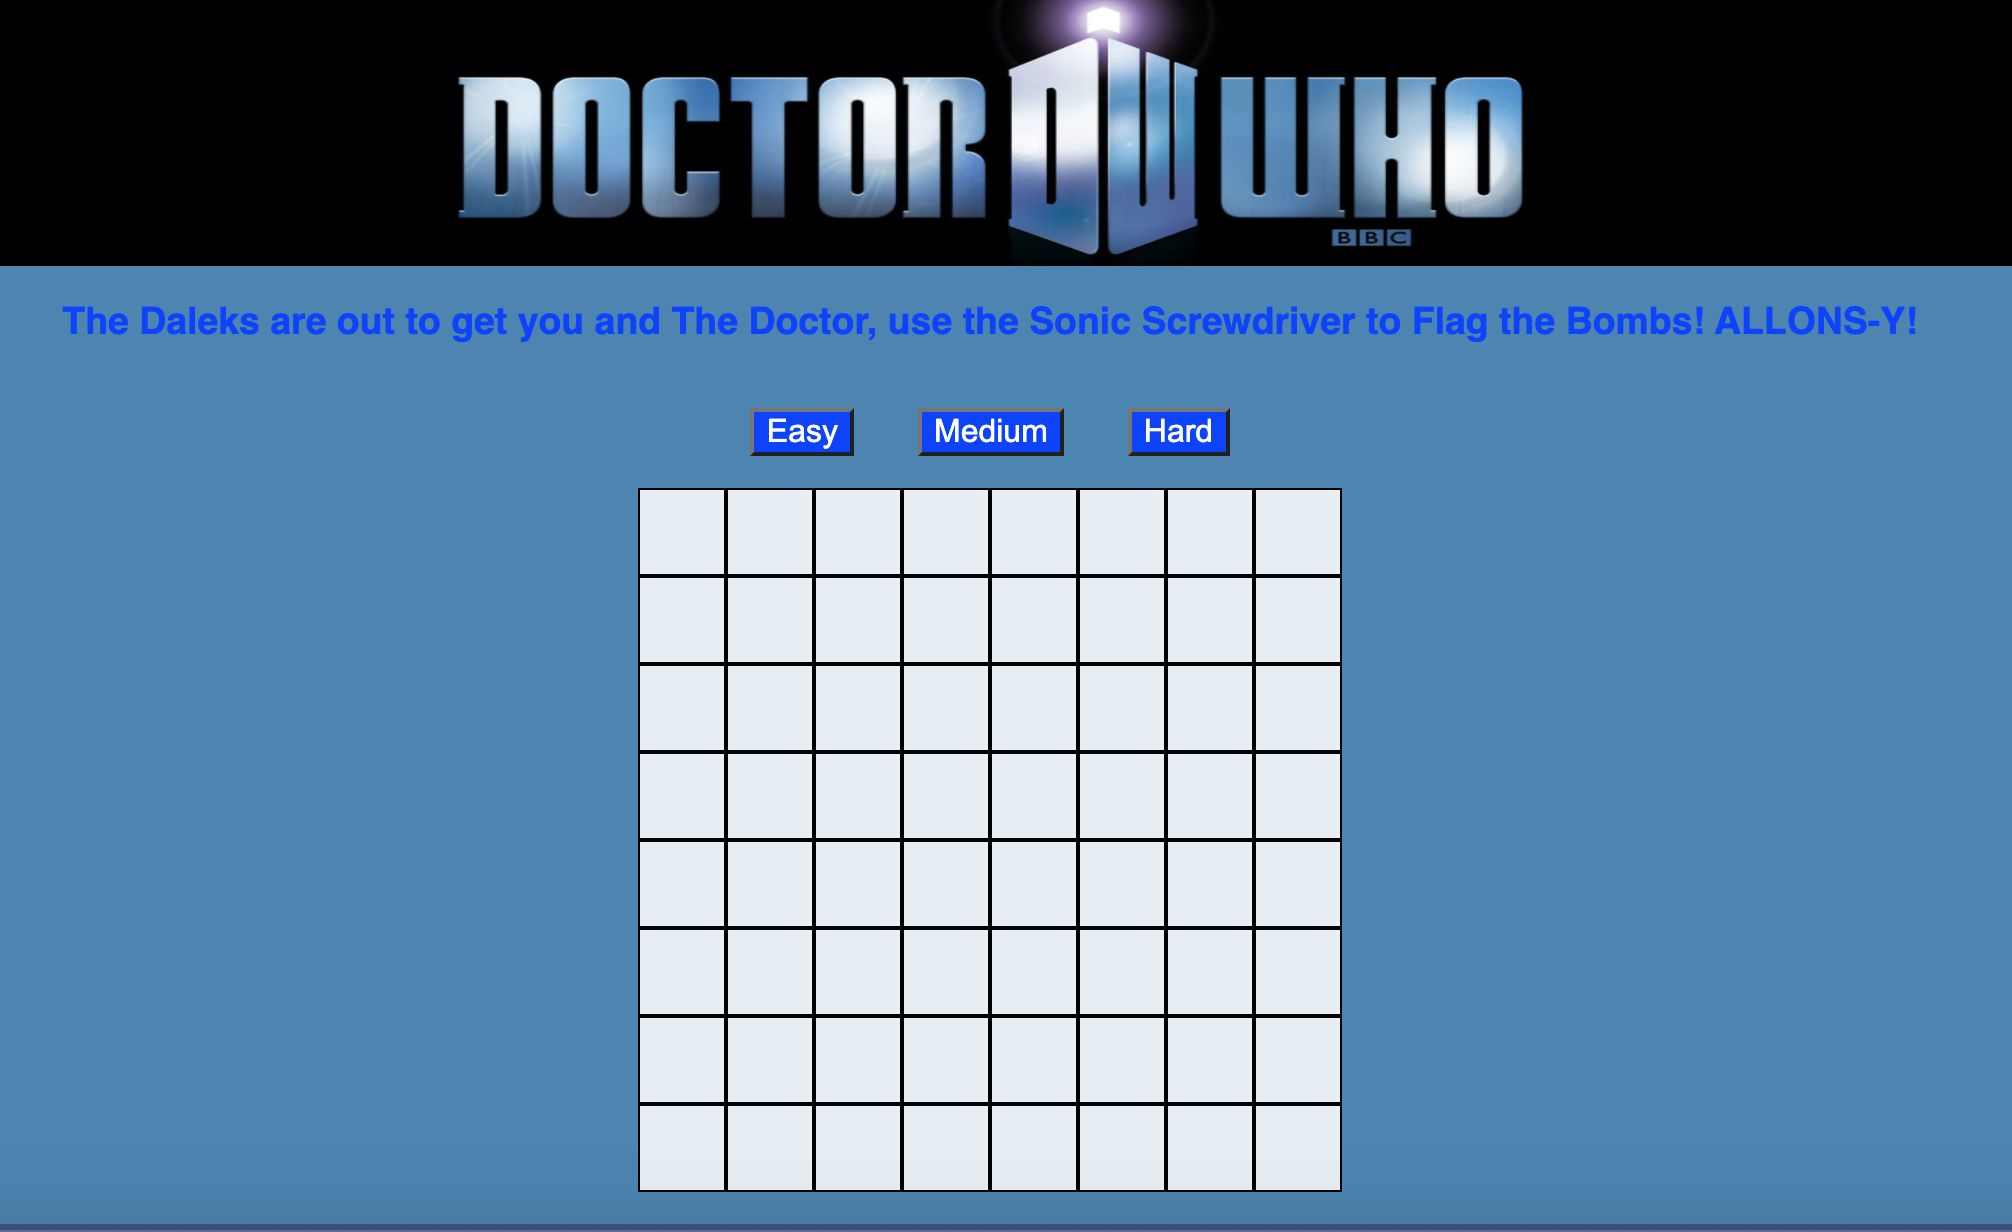 DOCTOR DW WHO
BBC
The Daleks are out to get you and The Doctor, use the Sonic Screwdriver to Flag the Bombs! ALLONS-Y!
Easy Medium Hard